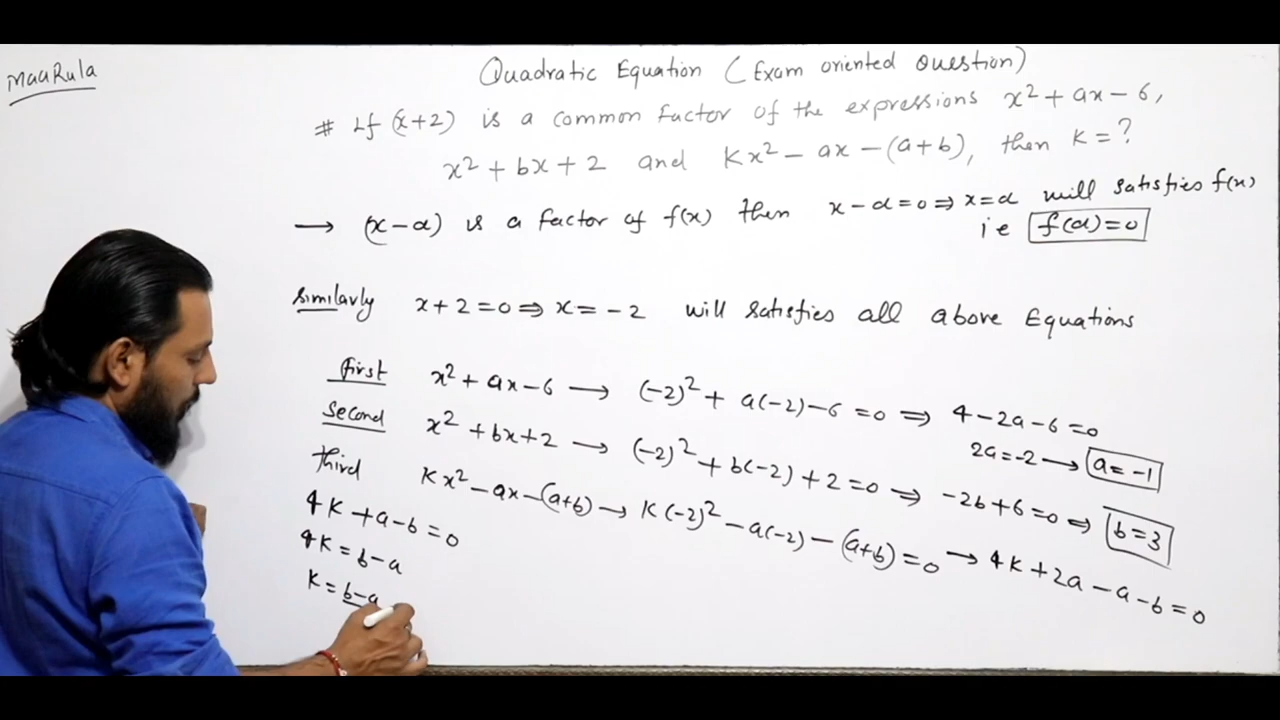 MaaRula
Quadratic Equation (Exam oriented Question)
# If (x+2) is a common factor of the expressions x² + ax − 6,
x² + bx + 2 and Kx² − ax − (a+b), then K = ?
→ (x−α) is a factor of f(x) then x − α = 0 ⇒ x = α will satisfies f(x)
ie f(α) = 0
Similarly x + 2 = 0 ⇒ x = −2 will satisfies all above Equations
first x² + ax − 6 → (−2)² + a(−2) − 6 = 0 ⇒ 4 − 2a − 6 = 0
2a = −2 → a = −1
Second x² + bx + 2 → (−2)² + b(−2) + 2 = 0 ⇒ −2b + 6 = 0 ⇒ b = 3
third Kx² − ax − (a+b) → K(−2)² − a(−2) − (a+b) = 0 → 4K + 2a − a − b = 0
4K + a − b = 0
4K = b − a
K = b − a